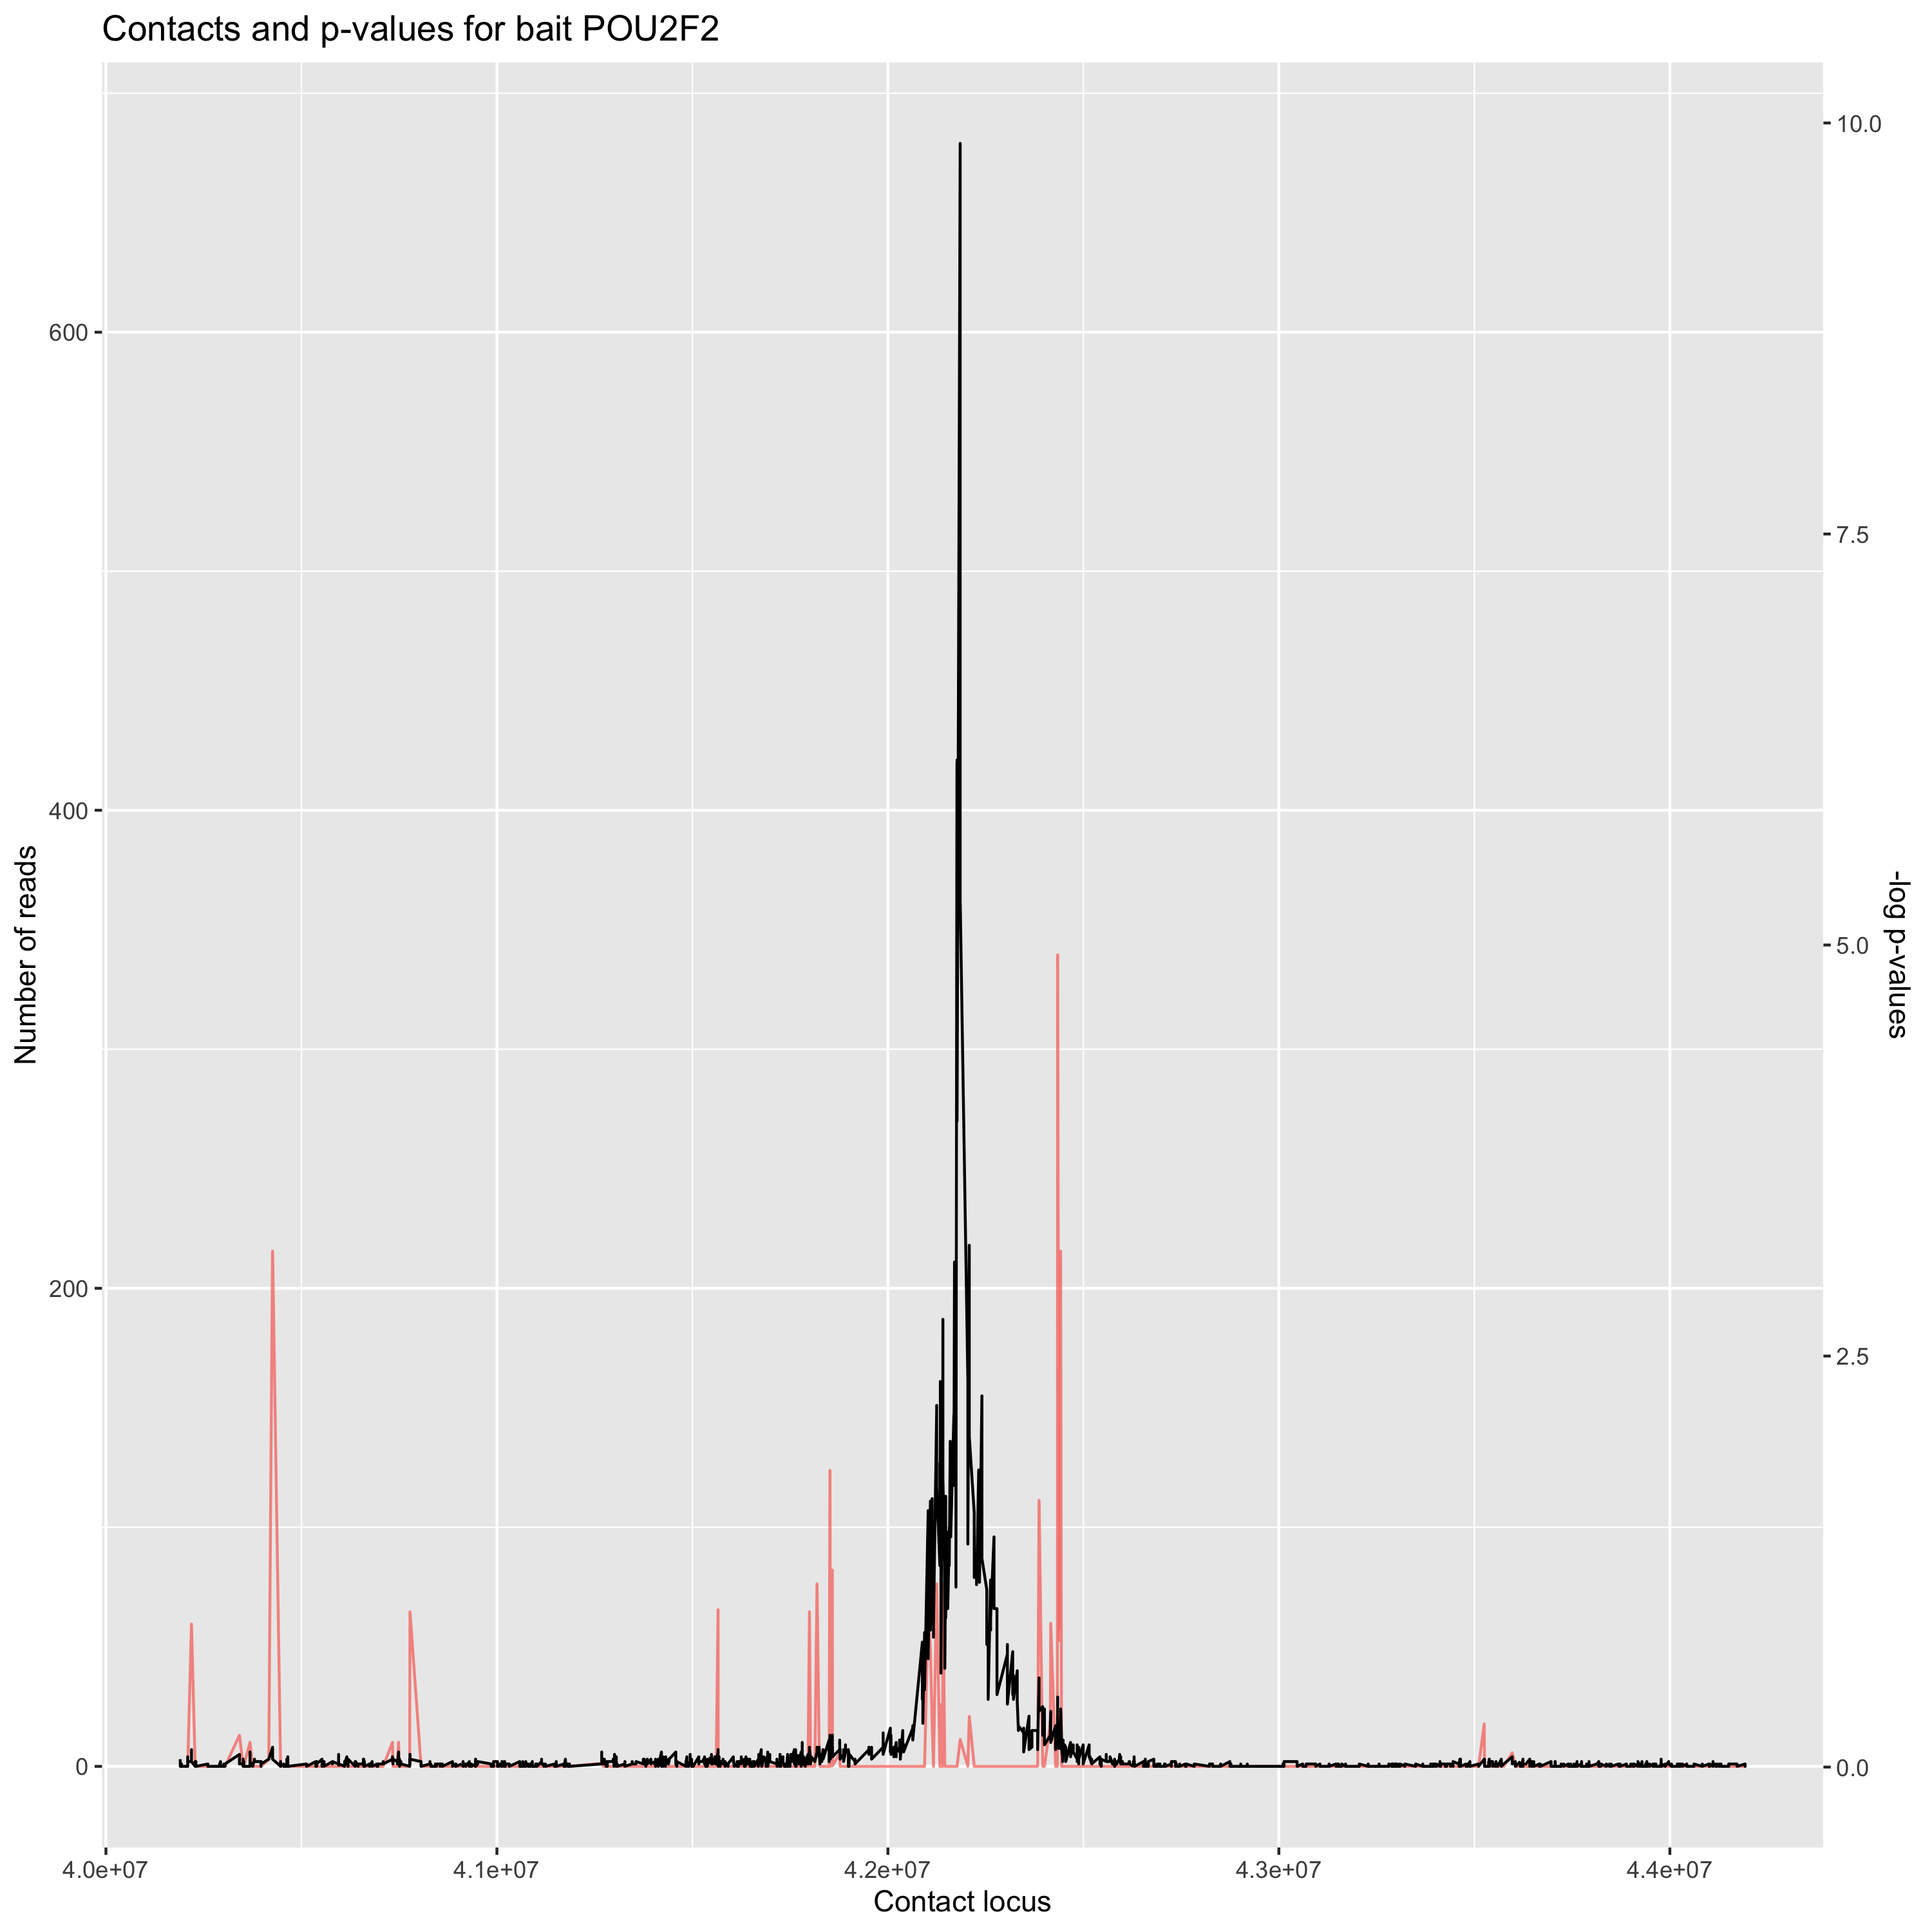 Contacts and p-values for bait POU2F2
600
400
200
0
Number of reads
10.0
7.5
5.0
2.5
0.0
-log p-values
4.0e+07
4.1e+07
4.2e+07
4.3e+07
4.4e+07
Contact locus